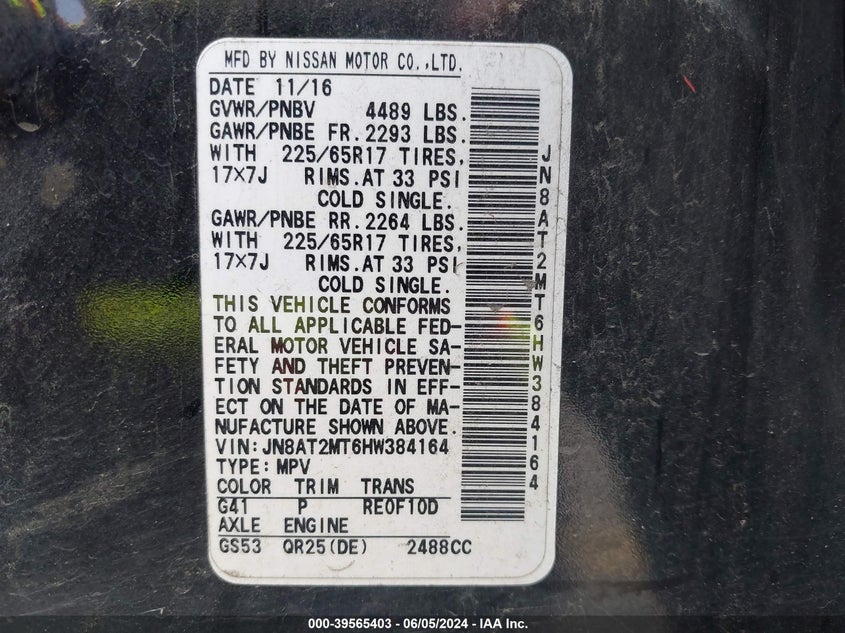 MFD BY NISSAN MOTOR CO.,LTD.
DATE 11/16
GVWR/PNBV 4489 LBS.
GAWR/PNBE FR.2293 LBS.
WITH 225/65R17 TIRES,
17×7J RIMS.AT 33 PSI
COLD SINGLE.
GAWR/PNBE RR.2264 LBS.
WITH 225/65R17 TIRES,
17×7J RIMS.AT 33 PSI
COLD SINGLE.
THIS VEHICLE CONFORMS
TO ALL APPLICABLE FED-
ERAL MOTOR VEHICLE SA-
FETY AND THEFT PREVEN-
TION STANDARDS IN EFF-
ECT ON THE DATE OF MA-
NUFACTURE SHOWN ABOVE.
VIN:JN8AT2MT6HW384164
TYPE:MPV
COLOR TRIM TRANS
G41 P RE0F10D
AXLE ENGINE
GS53 QR25(DE) 2488CC
JN8AT2MT6HW384164
000-39565403 - 06/05/2024 - IAA Inc.